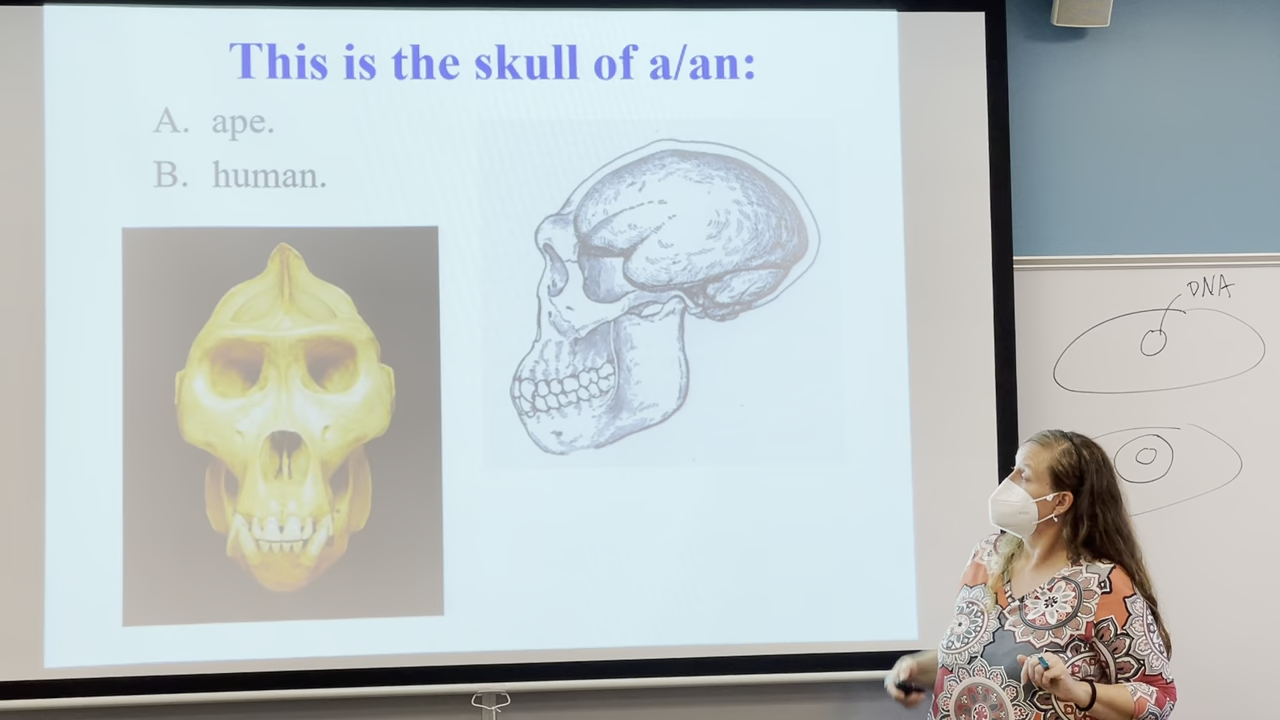 This is the skull of a/an:
A. ape.
B. human.
DNA